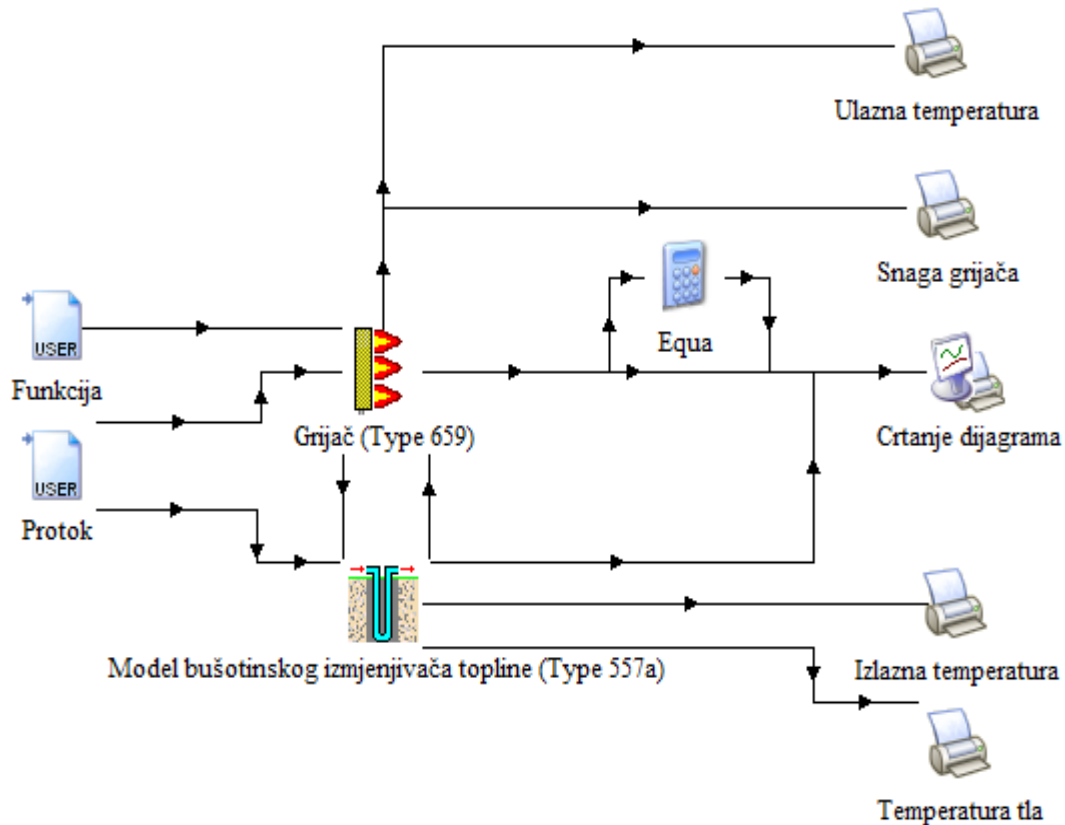 Ulazna temperatura
Snaga grijača
USER
Funkcija
Equa
Grijač (Type 659)
Crtanje dijagrama
USER
Protok
Model bušotinskog izmjenjivača topline (Type 557a)
Izlazna temperatura
Temperatura tla